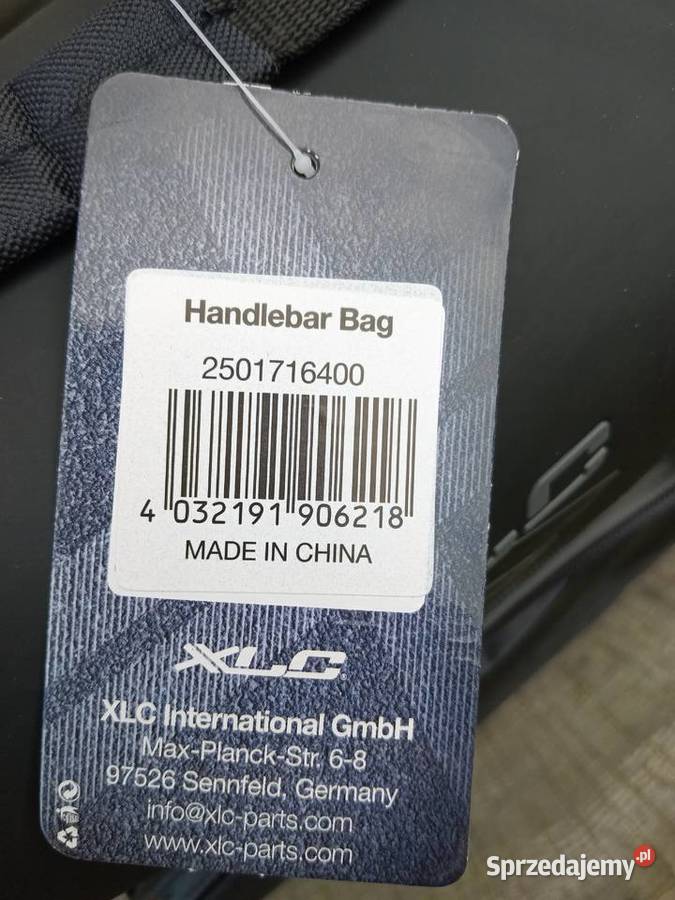 Handlebar Bag
2501716400
4 032191 906218
MADE IN CHINA
XLC
XLC International GmbH
Max-Planck-Str. 6-8
97526 Sennfeld, Germany
info@xlc-parts.com
www.xlc-parts.com
LC
Sprzedajemy.pl